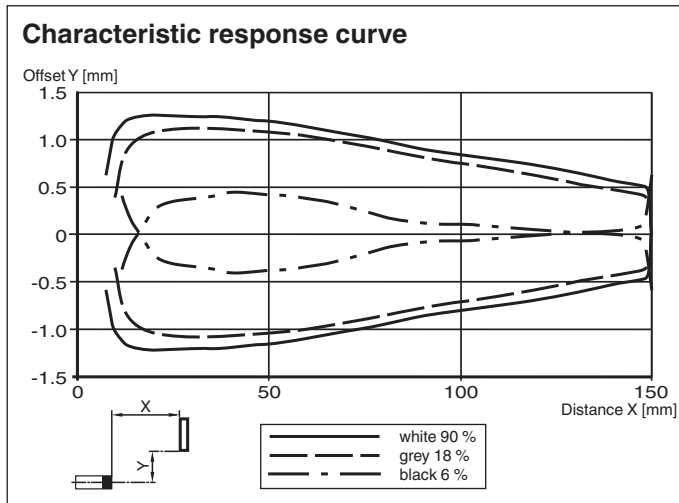 Characteristic response curve
Offset Y [mm]
1.5
1.0
0.5
0
-0.5
-1.0
-1.5
0 50 100 150
Distance X [mm]
X
Y
white 90 %
grey 18 %
black 6 %